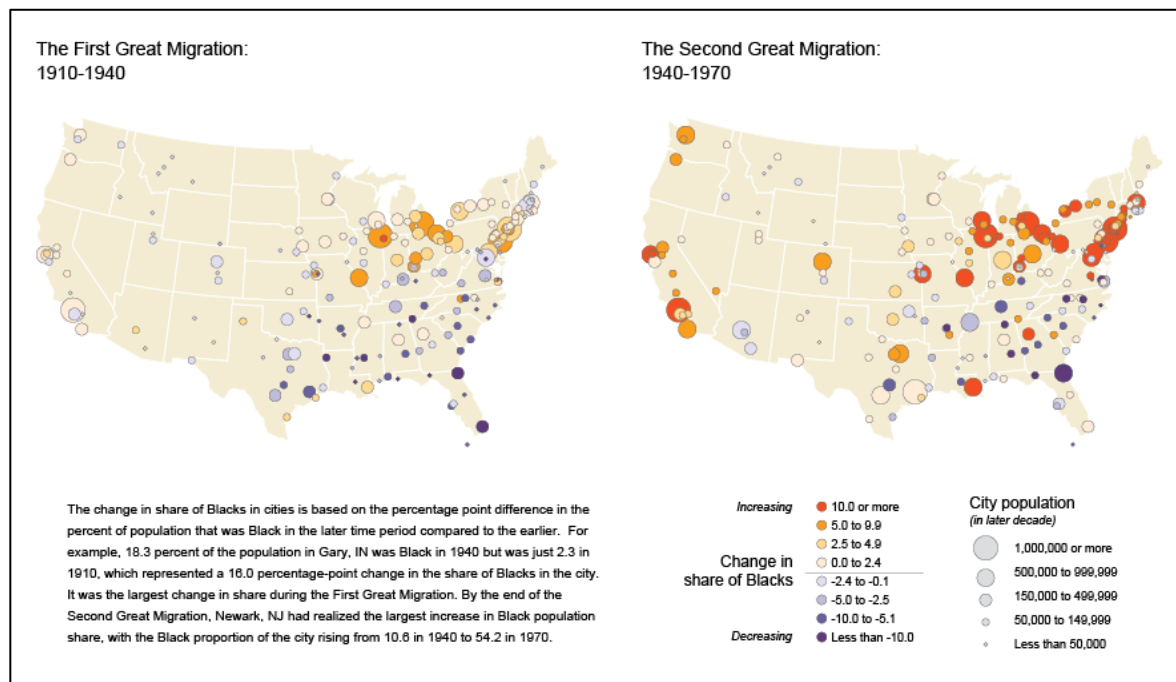 The First Great Migration:
1910-1940
The Second Great Migration:
1940-1970
The change in share of Blacks in cities is based on the percentage point difference in the
percent of population that was Black in the later time period compared to the earlier. For
example, 18.3 percent of the population in Gary, IN was Black in 1940 but was just 2.3 in
1910, which represented a 16.0 percentage-point change in the share of Blacks in the city.
It was the largest change in share during the First Great Migration. By the end of the
Second Great Migration, Newark, NJ had realized the largest increase in Black population
share, with the Black proportion of the city rising from 10.6 in 1940 to 54.2 in 1970.
Increasing
Change in
share of Blacks
Decreasing
10.0 or more
5.0 to 9.9
2.5 to 4.9
0.0 to 2.4
-2.4 to -0.1
-5.0 to -2.5
-10.0 to -5.1
Less than -10.0
City population
(in later decade)
1,000,000 or more
500,000 to 999,999
150,000 to 499,999
50,000 to 149,999
Less than 50,000